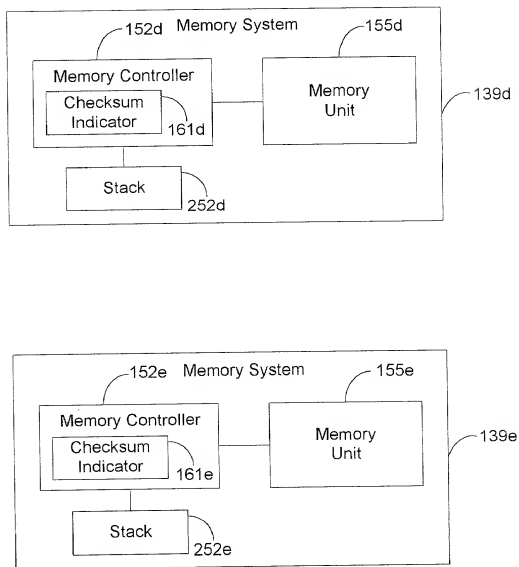 152d Memory System 155d
Memory Controller
Checksum
Indicator
161d
Memory
Unit
139d
Stack
252d
152e Memory System 155e
Memory Controller
Checksum
Indicator
161e
Memory
Unit
139e
Stack
252e